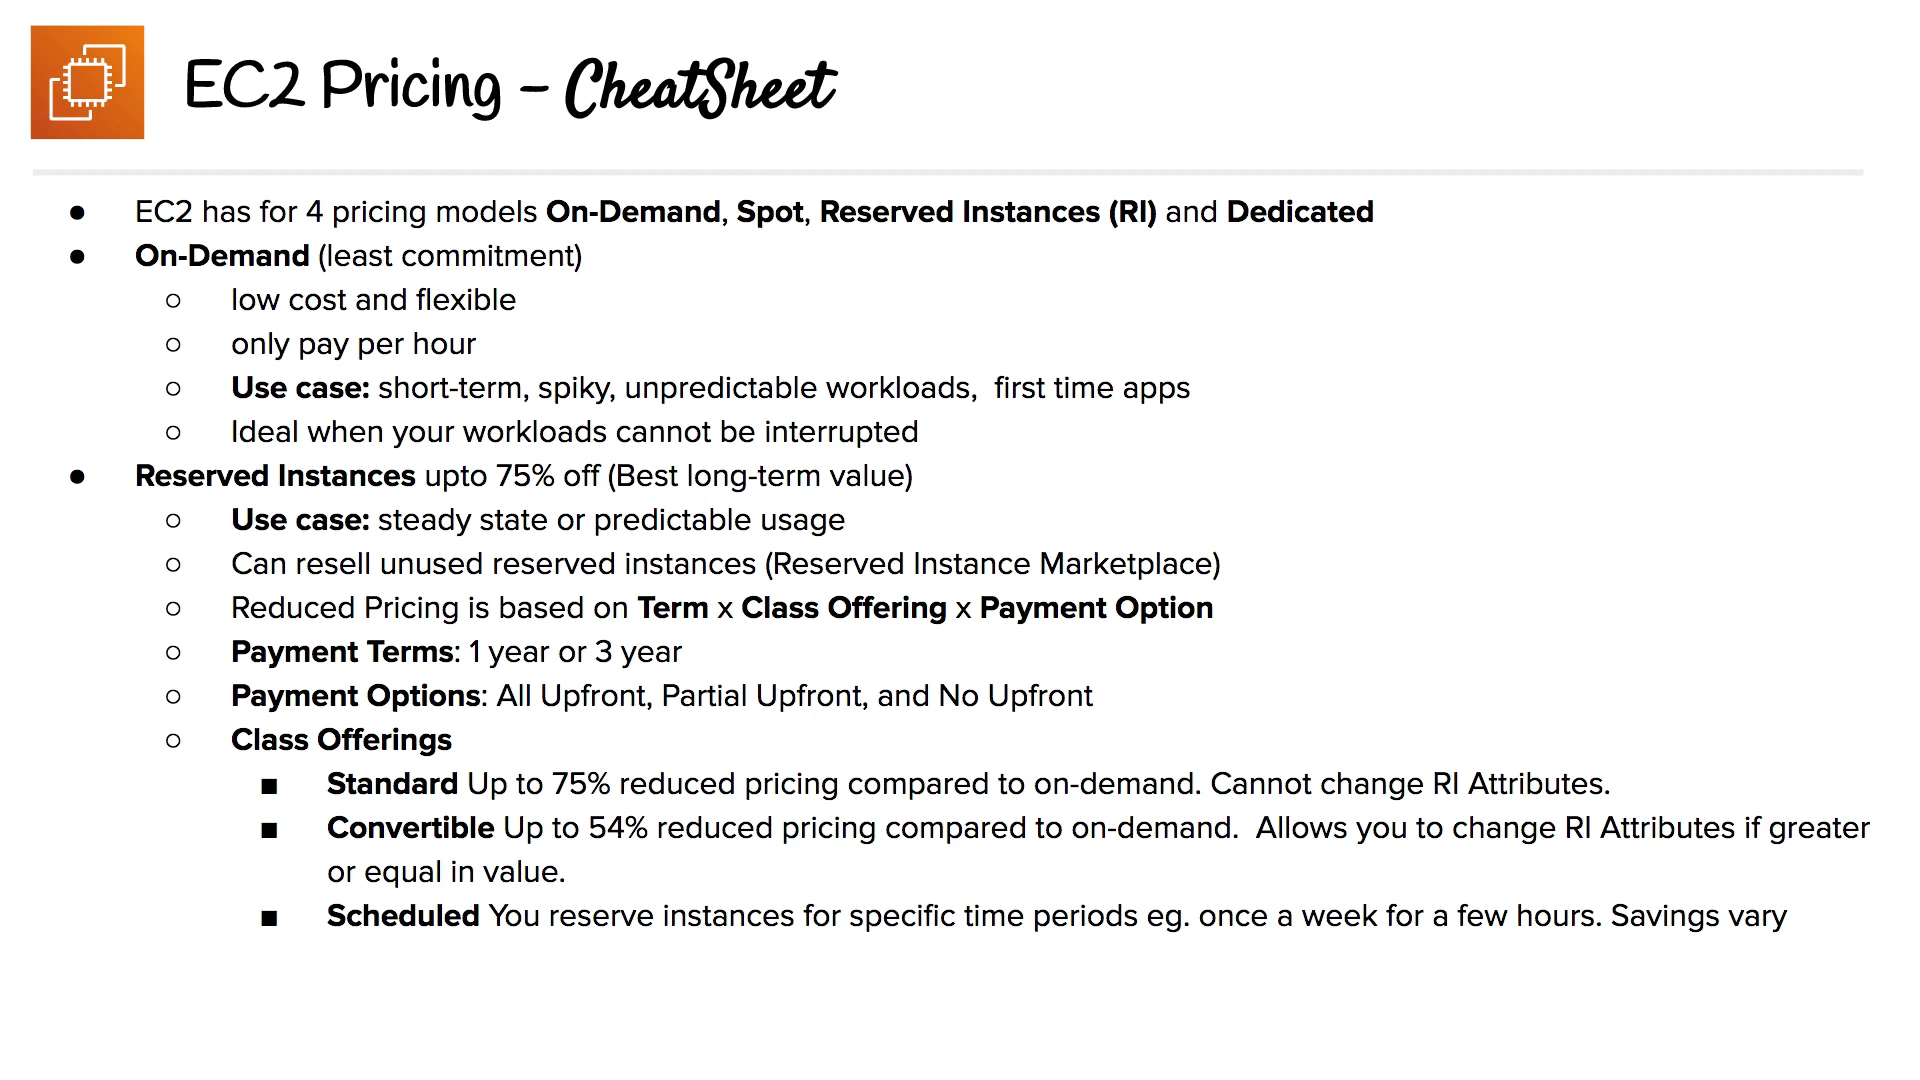 EC2 Pricing – CheatSheet
● EC2 has for 4 pricing models On-Demand, Spot, Reserved Instances (RI) and Dedicated
● On-Demand (least commitment)
○ low cost and flexible
○ only pay per hour
○ Use case: short-term, spiky, unpredictable workloads,  first time apps
○ Ideal when your workloads cannot be interrupted
● Reserved Instances upto 75% off (Best long-term value)
○ Use case: steady state or predictable usage
○ Can resell unused reserved instances (Reserved Instance Marketplace)
○ Reduced Pricing is based on Term x Class Offering x Payment Option
○ Payment Terms: 1 year or 3 year
○ Payment Options: All Upfront, Partial Upfront, and No Upfront
○ Class Offerings
■ Standard Up to 75% reduced pricing compared to on-demand. Cannot change RI Attributes.
■ Convertible Up to 54% reduced pricing compared to on-demand.  Allows you to change RI Attributes if greater
or equal in value.
■ Scheduled You reserve instances for specific time periods eg. once a week for a few hours. Savings vary